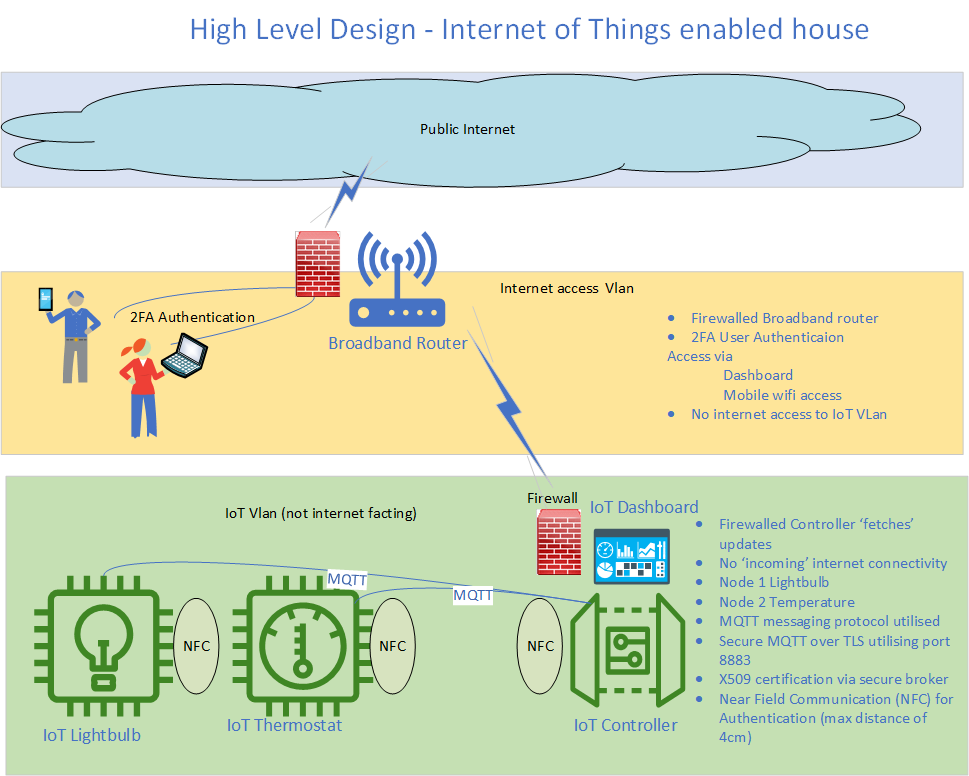 High Level Design - Internet of Things enabled house
Public Internet
Internet access Vlan
2FA Authentication
Broadband Router
● Firewalled Broadband router
● 2FA User Authenticaion
Access via
Dashboard
Mobile wifi access
● No internet access to IoT VLan
Firewall
IoT Dashboard
IoT Vlan (not internet facting)
● Firewalled Controller ‘fetches’
updates
● No ‘incoming’ internet connectivity
● Node 1 Lightbulb
● Node 2 Temperature
● MQTT messaging protocol utilised
● Secure MQTT over TLS utilising port
8883
● X509 certification via secure broker
● Near Field Communication (NFC) for
Authentication (max distance of
4cm)
MQTT
MQTT
NFC
NFC
NFC
IoT Lightbulb
IoT Thermostat
IoT Controller